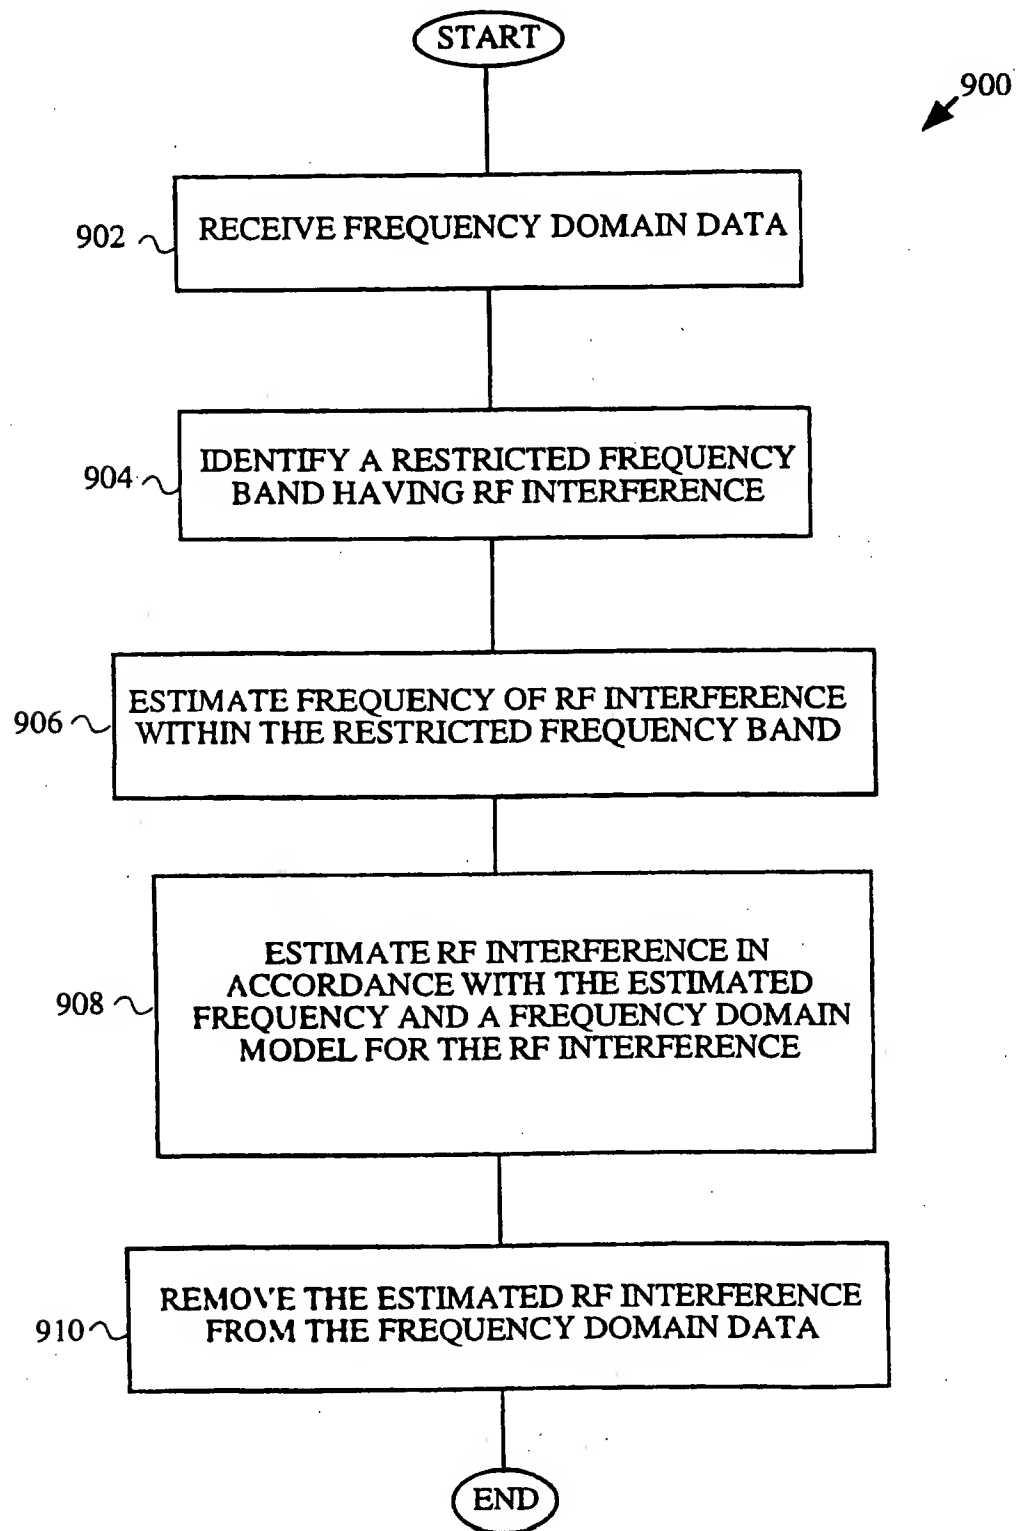 START
900
902
RECEIVE FREQUENCY DOMAIN DATA
904
IDENTIFY A RESTRICTED FREQUENCY
BAND HAVING RF INTERFERENCE
906
ESTIMATE FREQUENCY OF RF INTERFERENCE
WITHIN THE RESTRICTED FREQUENCY BAND
908
ESTIMATE RF INTERFERENCE IN
ACCORDANCE WITH THE ESTIMATED
FREQUENCY AND A FREQUENCY DOMAIN
MODEL FOR THE RF INTERFERENCE
910
REMOVE THE ESTIMATED RF INTERFERENCE
FROM THE FREQUENCY DOMAIN DATA
END